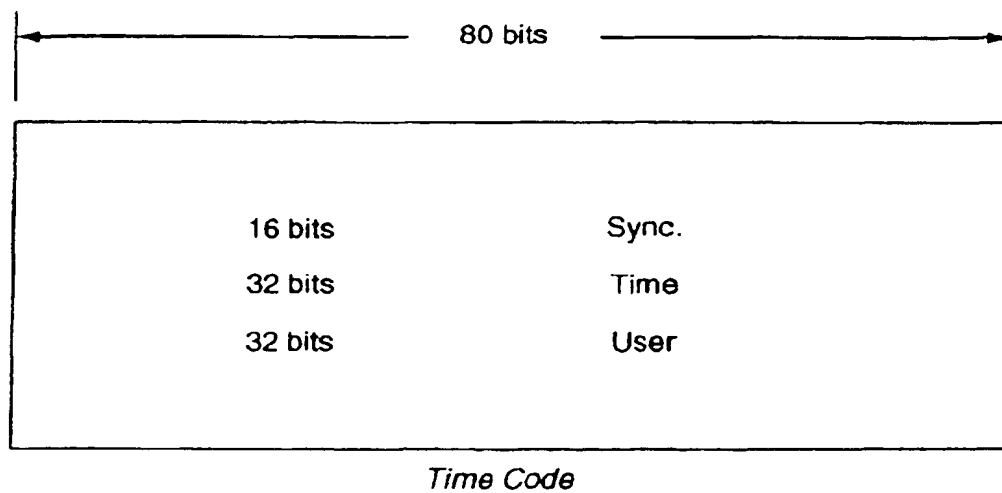 80 bits
16 bits Sync.
32 bits Time
32 bits User
Time Code